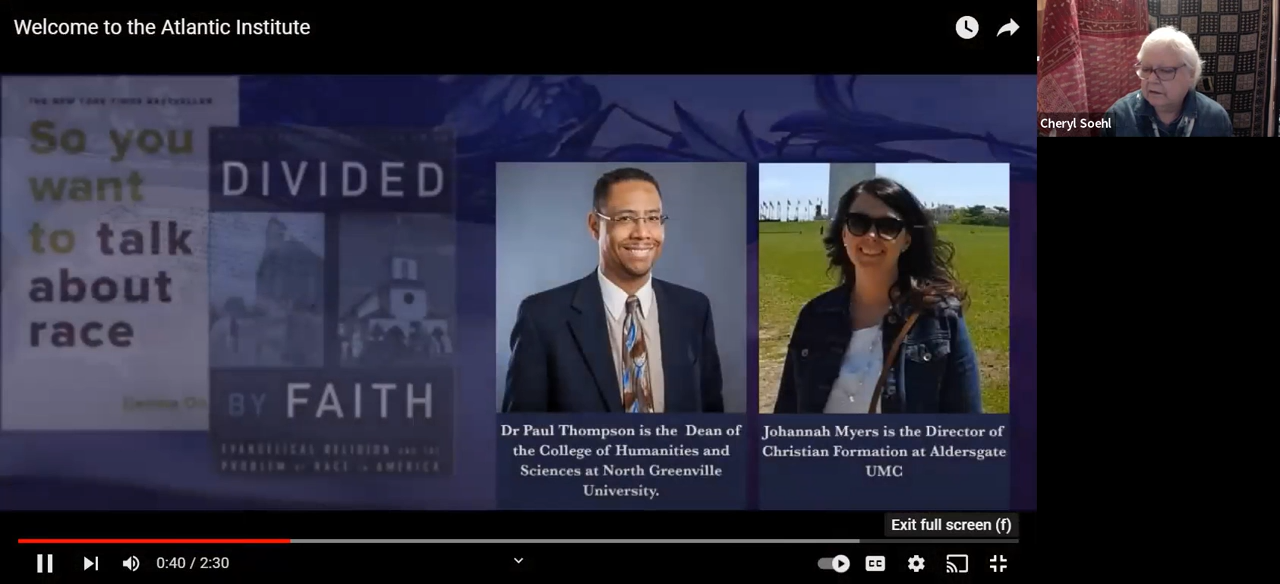 Welcome to the Atlantic Institute
THE NEW YORK TIMES BESTSELLER
So you
want
to talk
about
race
DIVIDED
BY FAITH
EVANGELICAL RELIGION AND THE
PROBLEM OF RACE IN AMERICA
Dr Paul Thompson is the Dean of
the College of Humanities and
Sciences at North Greenville
University.
Johannah Myers is the Director of
Christian Formation at Aldersgate
UMC
Cheryl Soehl
Exit full screen (f)
0:40 / 2:30
CC